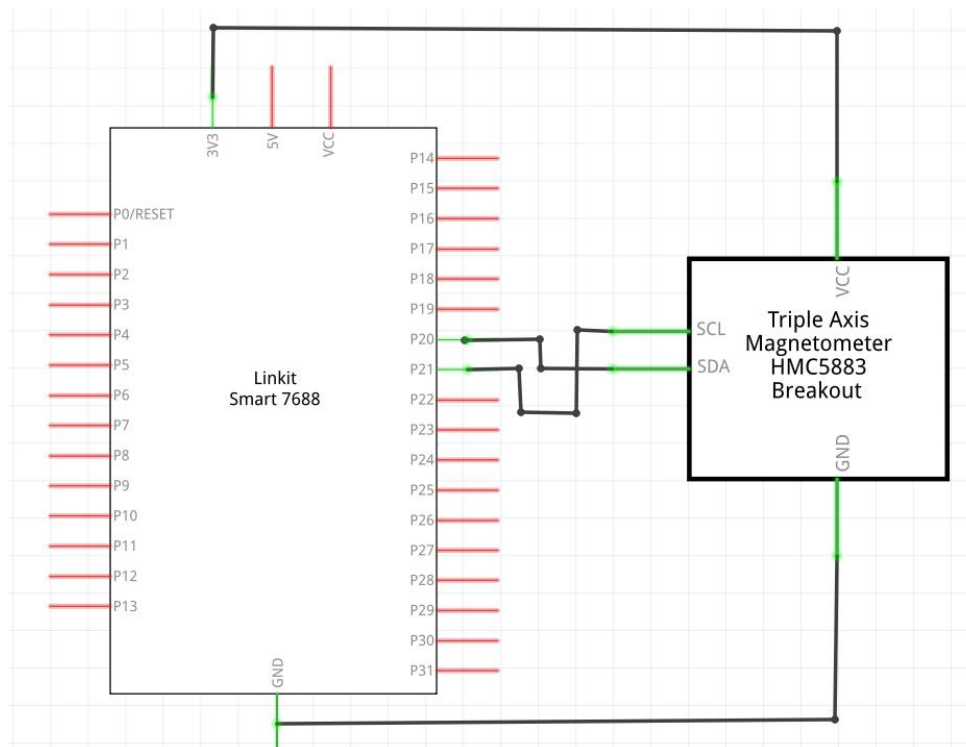 3V3
5V
VCC
P0/RESET
P1
P2
P3
P4
P5
P6
P7
P8
P9
P10
P11
P12
P13
Linkit
Smart 7688
P14
P15
P16
P17
P18
P19
P20
P21
P22
P23
P24
P25
P26
P27
P28
P29
P30
P31
GND
VCC
SCL
SDA
Triple Axis
Magnetometer
HMC5883
Breakout
GND